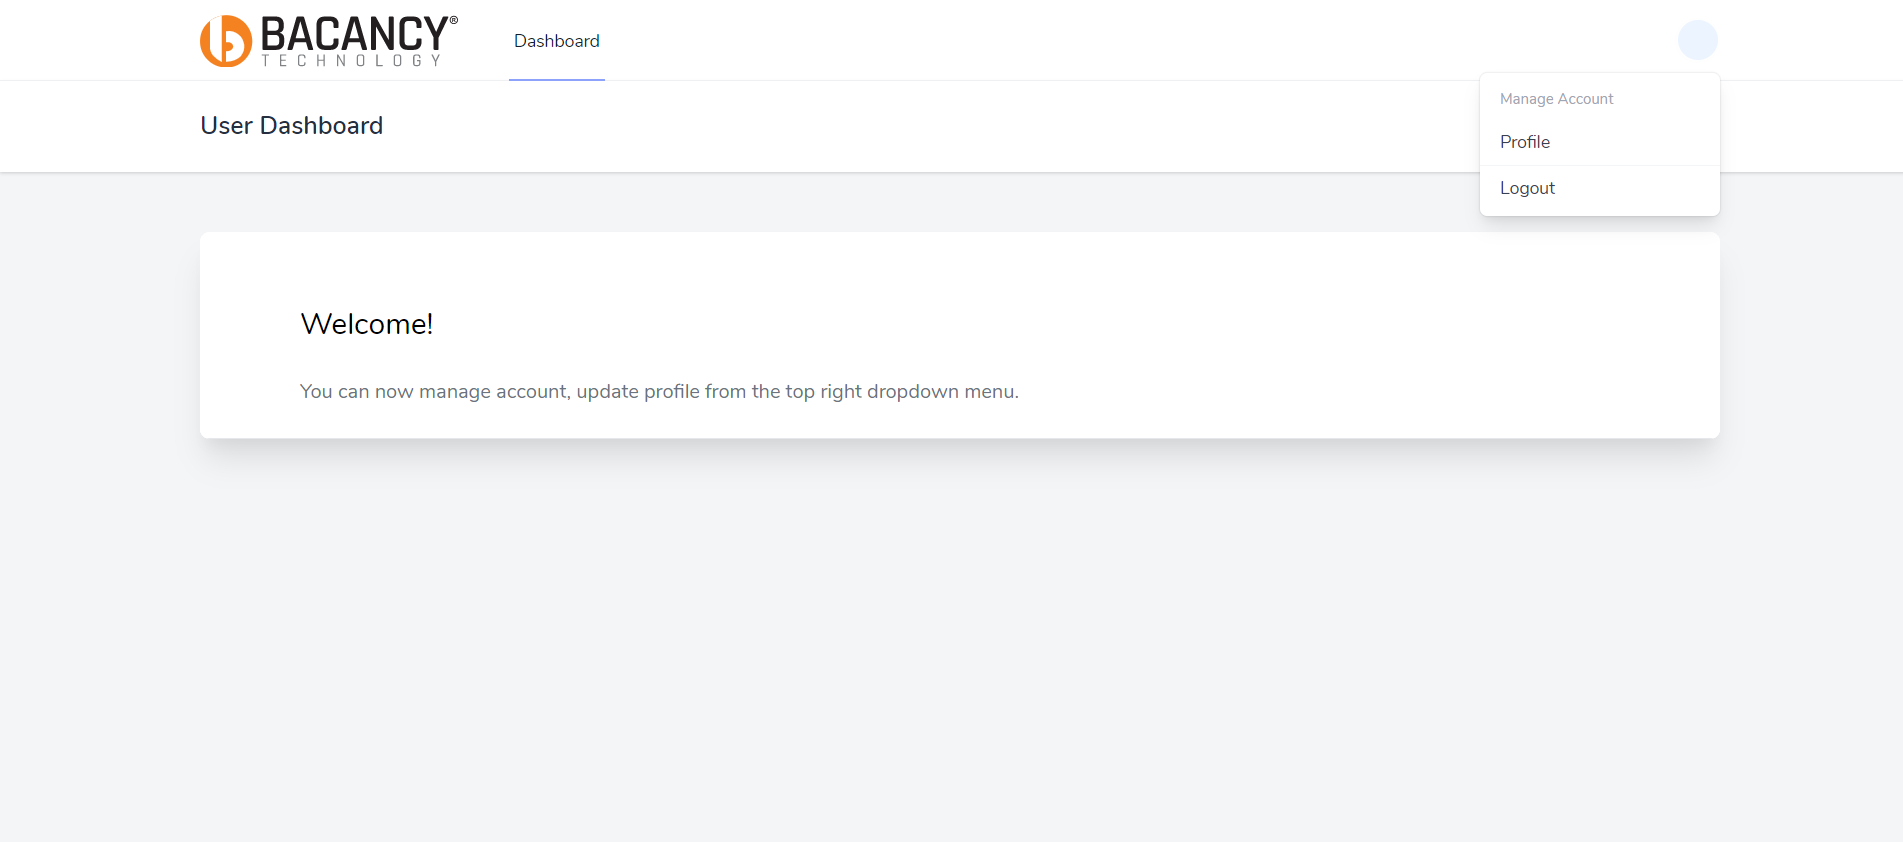 BACANCY®
TECHNOLOGY
Dashboard
Manage Account
User Dashboard
Profile
Logout
Welcome!
You can now manage account, update profile from the top right dropdown menu.